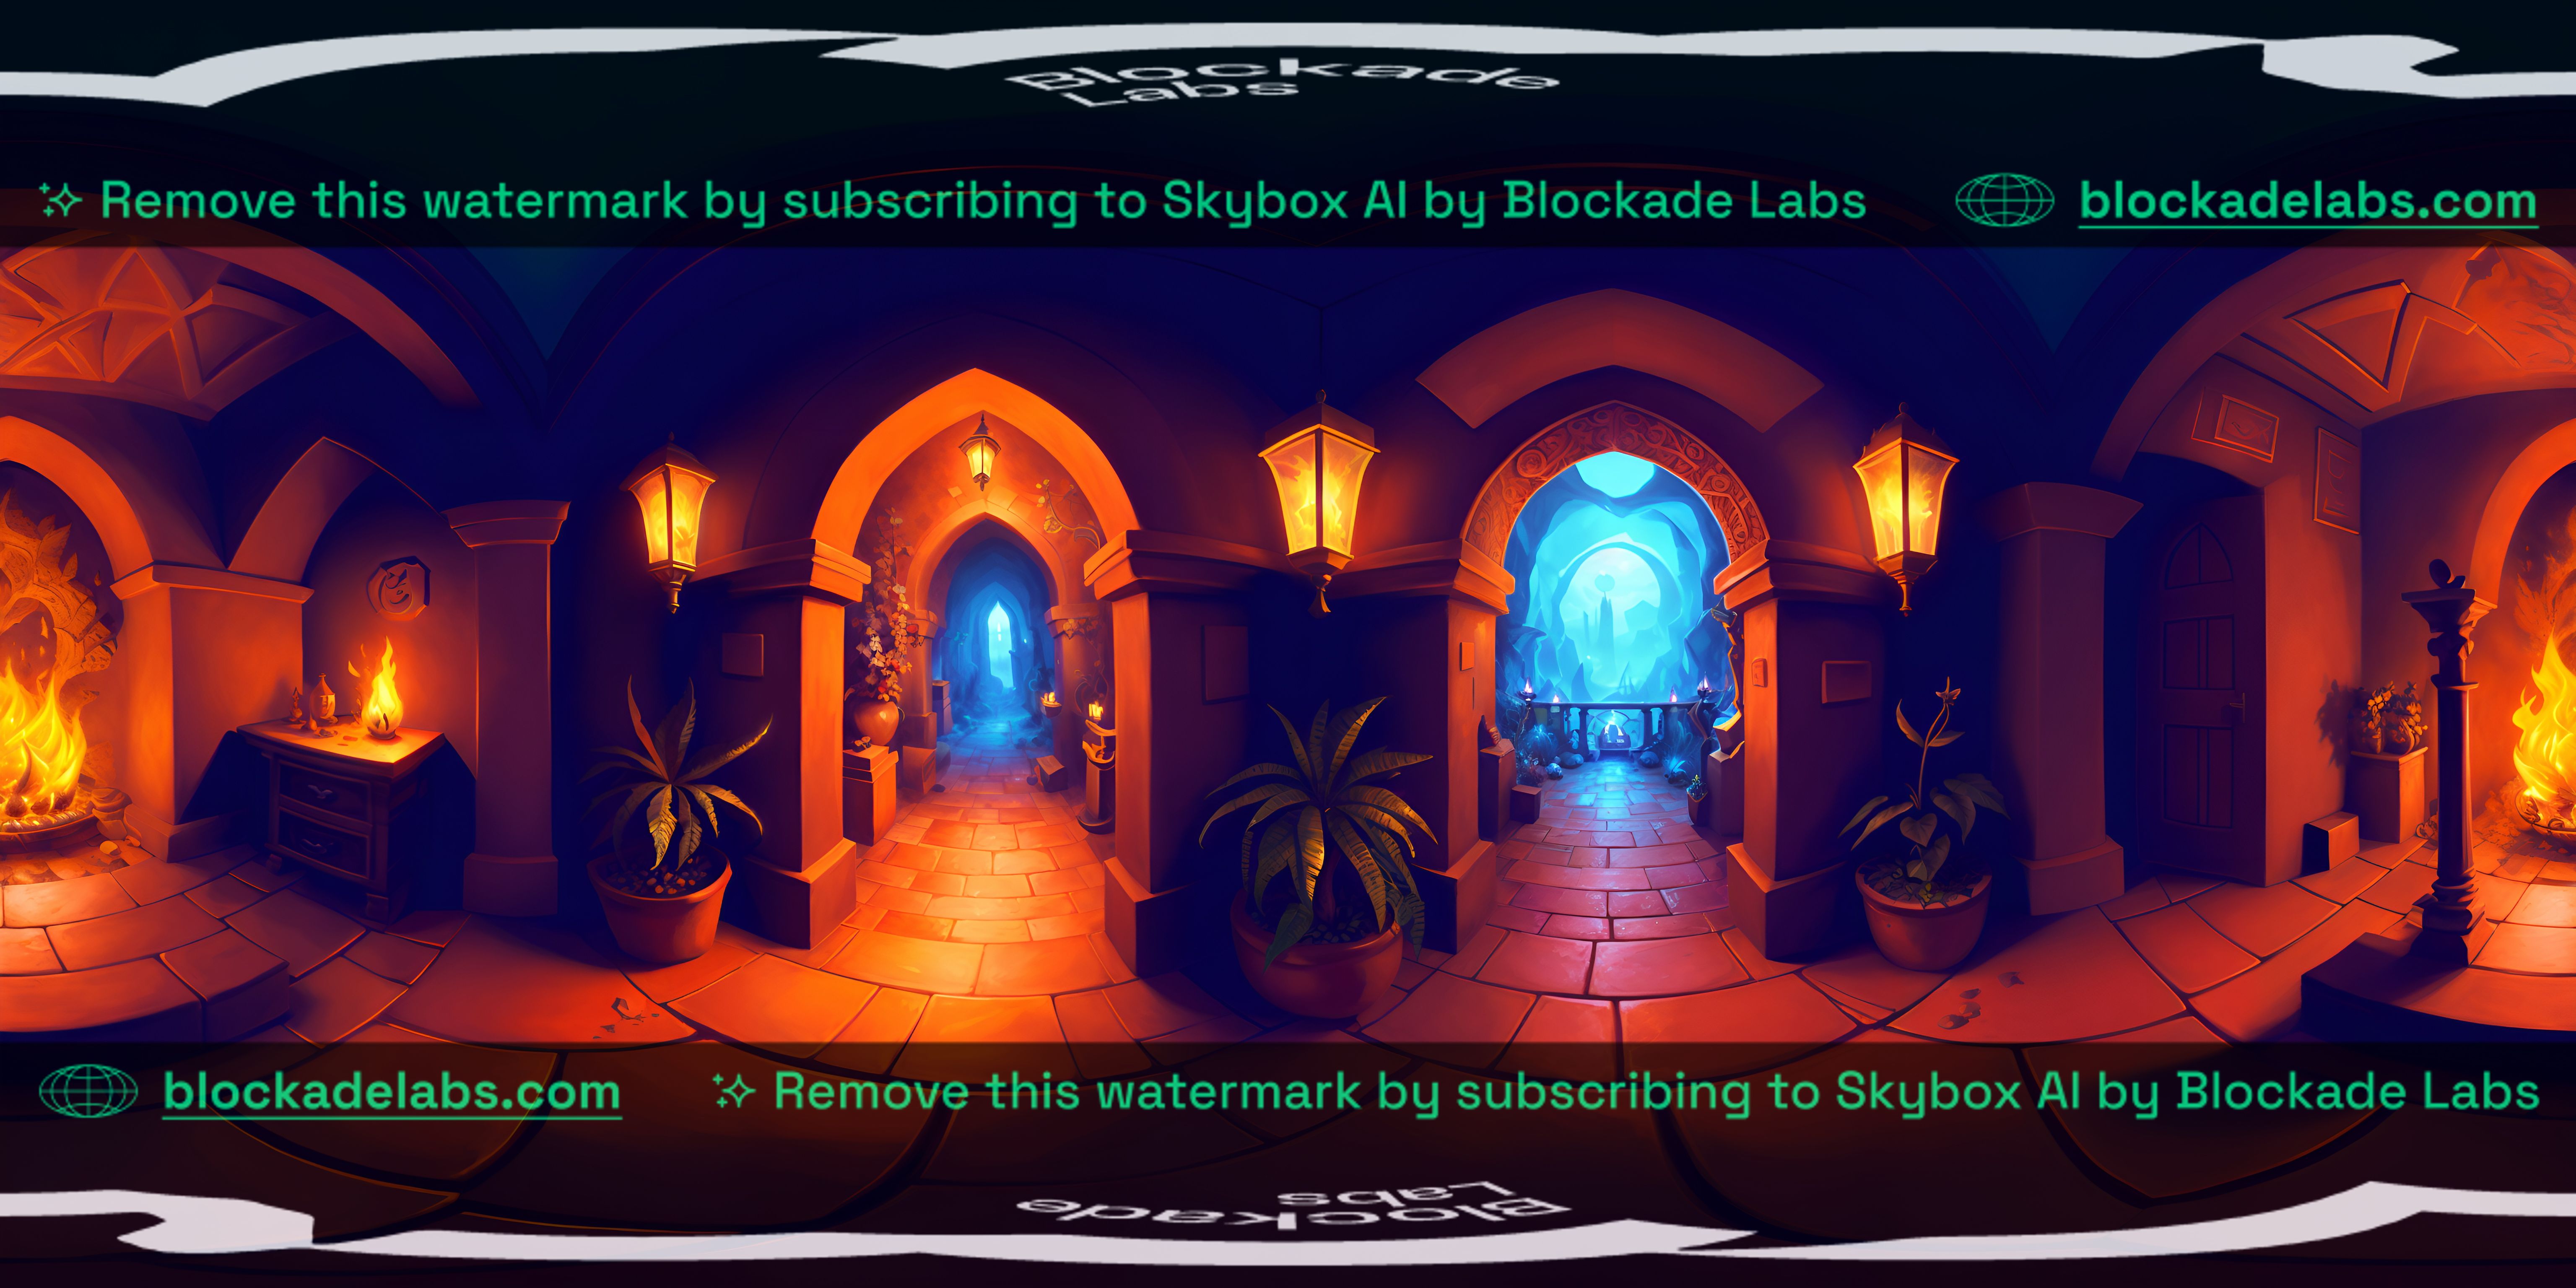 Blockade
Labs
Remove this watermark by subscribing to Skybox AI by Blockade Labs blockadelabs.com
blockadelabs.com Remove this watermark by subscribing to Skybox AI by Blockade Labs
Blockade
Labs